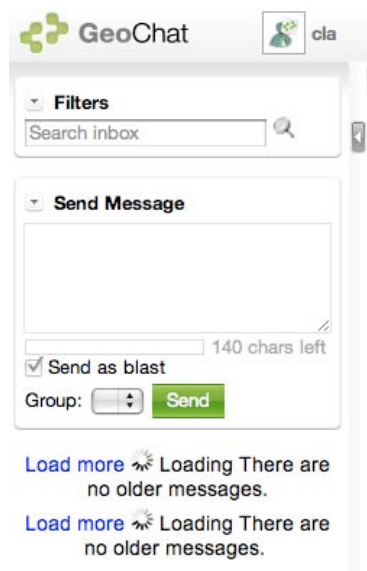 GeoChat cla
Filters
Search inbox
Send Message
140 chars left
Send as blast
Group: Send
Load more Loading There are
no older messages.
Load more Loading There are
no older messages.